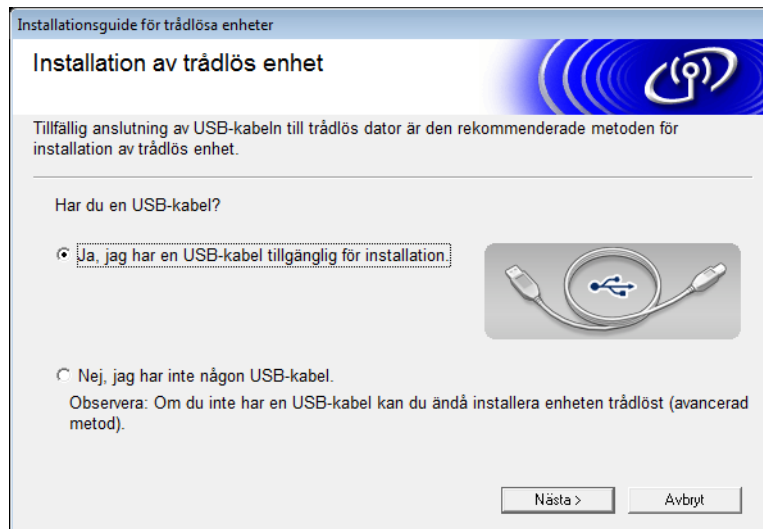 Installationsguide för trådlösa enheter
Installation av trådlös enhet
Tillfällig anslutning av USB-kabeln till trådlös dator är den rekommenderade metoden för
installation av trådlös enhet.
Har du en USB-kabel?
Ja, jag har en USB-kabel tillgänglig för installation.
Nej, jag har inte någon USB-kabel.
Observera: Om du inte har en USB-kabel kan du ändå installera enheten trådlöst (avancerad
metod).
Nästa >
Avbryt